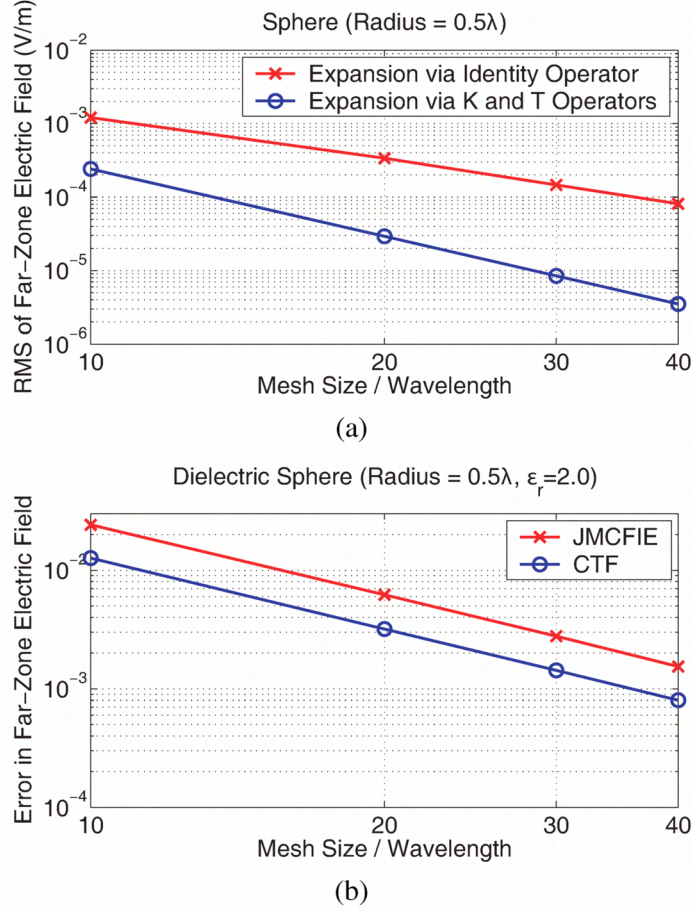 Sphere (Radius = 0.5λ)
RMS of Far−Zone Electric Field (V/m)
10−2
10−3
10−4
10−5
10−6
Expansion via Identity Operator
Expansion via K and T Operators
10 20 30 40
Mesh Size / Wavelength
(a)
Dielectric Sphere (Radius = 0.5λ, εr=2.0)
Error in Far−Zone Electric Field
10−2
10−3
10−4
JMCFIE
CTF
10 20 30 40
Mesh Size / Wavelength
(b)